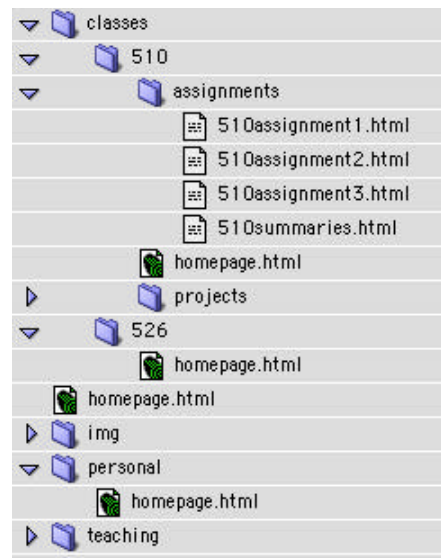 classes
510
assignments
510assignment1.html
510assignment2.html
510assignment3.html
510summaries.html
homepage.html
projects
526
homepage.html
homepage.html
img
personal
homepage.html
teaching